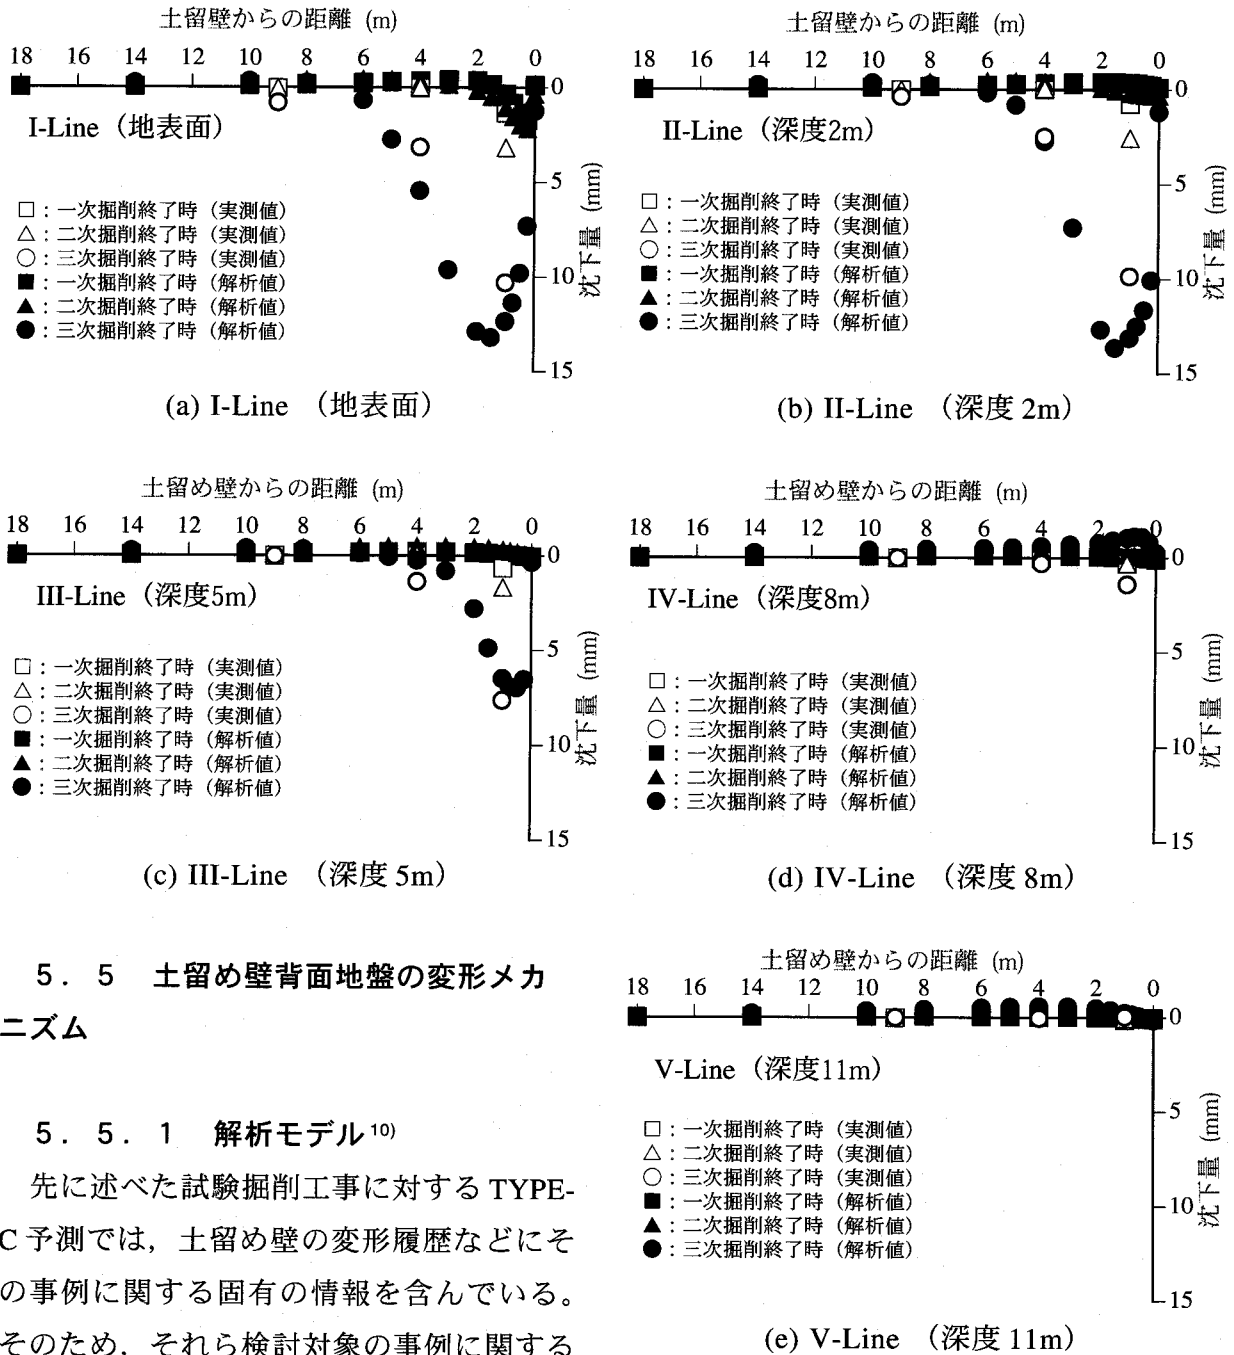 土留壁からの距離 (m)
18 16 14 12 10 8 6 4 2 0
0
5
10
15
沈下量 (mm)
I-Line（地表面）
□：一次掘削終了時（実測値）
△：二次掘削終了時（実測値）
○：三次掘削終了時（実測値）
■：一次掘削終了時（解析値）
▲：二次掘削終了時（解析値）
●：三次掘削終了時（解析値）
(a) I-Line （地表面）
土留壁からの距離 (m)
18 16 14 12 10 8 6 4 2 0
0
5
10
15
沈下量 (mm)
II-Line（深度2m）
□：一次掘削終了時（実測値）
△：二次掘削終了時（実測値）
○：三次掘削終了時（実測値）
■：一次掘削終了時（解析値）
▲：二次掘削終了時（解析値）
●：三次掘削終了時（解析値）
(b) II-Line （深度 2m）
土留め壁からの距離 (m)
18 16 14 12 10 8 6 4 2 0
0
5
10
15
沈下量 (mm)
III-Line（深度5m）
□：一次掘削終了時（実測値）
△：二次掘削終了時（実測値）
○：三次掘削終了時（実測値）
■：一次掘削終了時（解析値）
▲：二次掘削終了時（解析値）
●：三次掘削終了時（解析値）
(c) III-Line （深度 5m）
土留め壁からの距離 (m)
18 16 14 12 10 8 6 4 2 0
0
5
10
15
沈下量 (mm)
IV-Line（深度8m）
□：一次掘削終了時（実測値）
△：二次掘削終了時（実測値）
○：三次掘削終了時（実測値）
■：一次掘削終了時（解析値）
▲：二次掘削終了時（解析値）
●：三次掘削終了時（解析値）
(d) IV-Line （深度 8m）
５．５　土留め壁背面地盤の変形メカ
ニズム
５．５．１　解析モデル10)
先に述べた試験掘削工事に対する TYPE-
C 予測では，土留め壁の変形履歴などにそ
の事例に関する固有の情報を含んでいる。
そのため，それら検討対象の事例に関する
土留め壁からの距離 (m)
18 16 14 12 10 8 6 4 2 0
0
5
10
15
沈下量 (mm)
V-Line（深度11m）
□：一次掘削終了時（実測値）
△：二次掘削終了時（実測値）
○：三次掘削終了時（実測値）
■：一次掘削終了時（解析値）
▲：二次掘削終了時（解析値）
●：三次掘削終了時（解析値）
(e) V-Line （深度 11m）